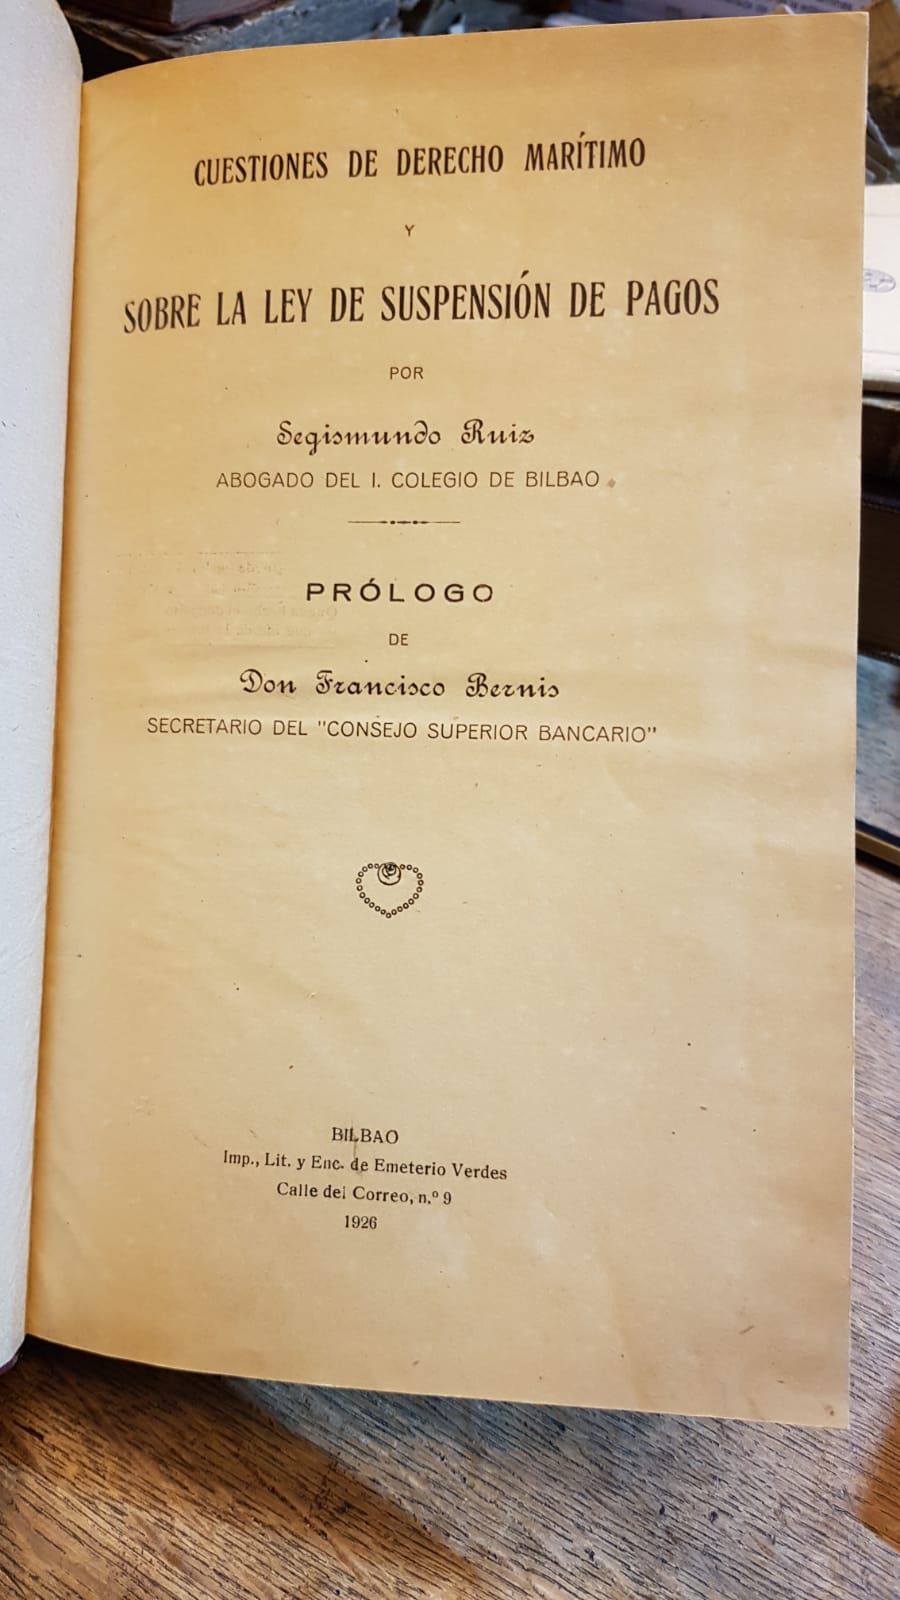 CUESTIONES DE DERECHO MARÍTIMO
Y
SOBRE LA LEY DE SUSPENSIÓN DE PAGOS
POR
Segismundo Ruiz
ABOGADO DEL I. COLEGIO DE BILBAO
PRÓLOGO
DE
Don Francisco Bernis
SECRETARIO DEL "CONSEJO SUPERIOR BANCARIO"
BILBAO
Imp., Lit. y Enc. de Emeterio Verdes
Calle del Correo, n.º 9
1926